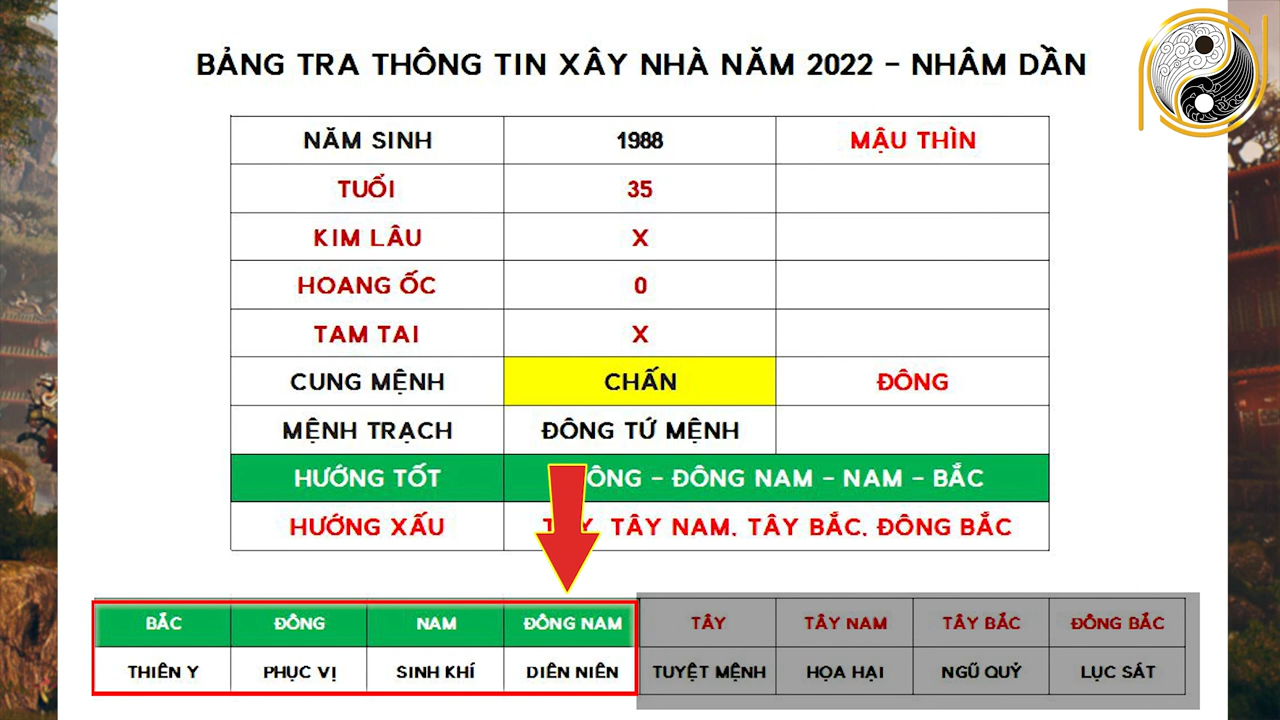 BẢNG TRA THÔNG TIN XÂY NHÀ NĂM 2022 - NHÂM DẦN
NĂM SINH 1988 MẬU THÌN
TUỔI 35
KIM LÂU X
HOANG ỐC 0
TAM TAI X
CUNG MỆNH CHẤN ĐÔNG
MỆNH TRẠCH ĐÔNG TỨ MỆNH
HƯỚNG TỐT - ĐÔNG NAM - NAM - BẮC
HƯỚNG XẤU TÂY NAM. TÂY BẮC. ĐÔNG BẮC
BẮC ĐÔNG NAM ĐÔNG NAM TÂY TÂY NAM TÂY BẮC ĐÔNG BẮC
THIÊN Y PHỤC VỊ SINH KHÍ DIÊN NIÊN TUYỆT MỆNH HỌA HẠI NGŨ QUỶ LỤC SÁT